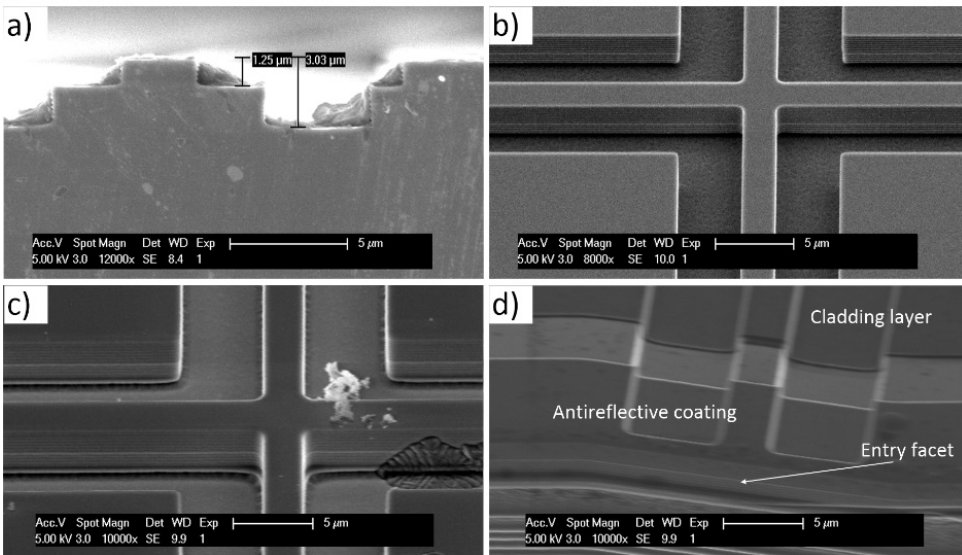 a)
1.25 µm 3.03 µm
Acc.V Spot Magn Det WD Exp
5.00 kV 3.0 12000x SE 8.4 1
5 µm
b)
Acc.V Spot Magn Det WD Exp
5.00 kV 3.0 8000x SE 10.0 1
5 µm
c)
Acc.V Spot Magn Det WD Exp
5.00 kV 3.0 10000x SE 9.9 1
5 µm
d)
Cladding layer
Antireflective coating
Entry facet
Acc.V Spot Magn Det WD Exp
5.00 kV 3.0 10000x SE 9.9 1
5 µm